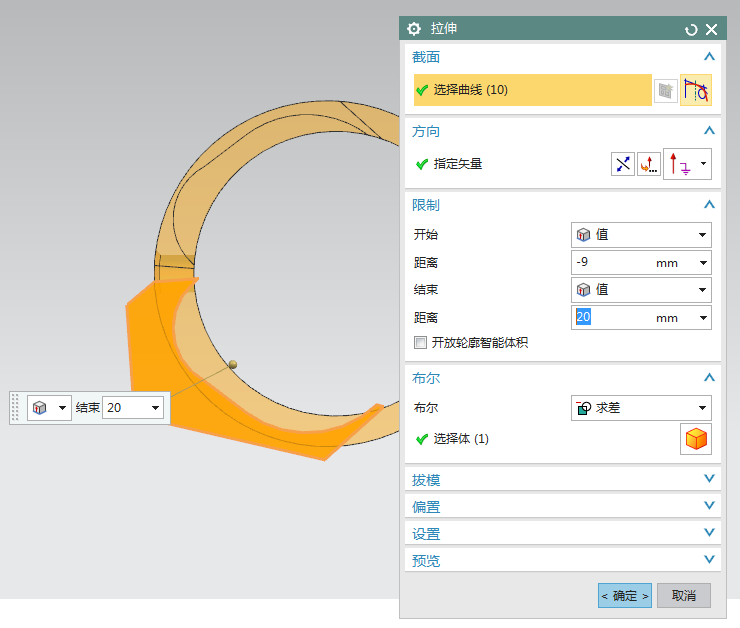 拉伸
截面
选择曲线 (10)
方向
指定矢量
限制
开始
值
距离
-9
mm
结束
值
距离
20
mm
开放轮廓智能体积
布尔
布尔
求差
选择体 (1)
拔模
偏置
设置
预览
< 确定 >
取消
结束
20